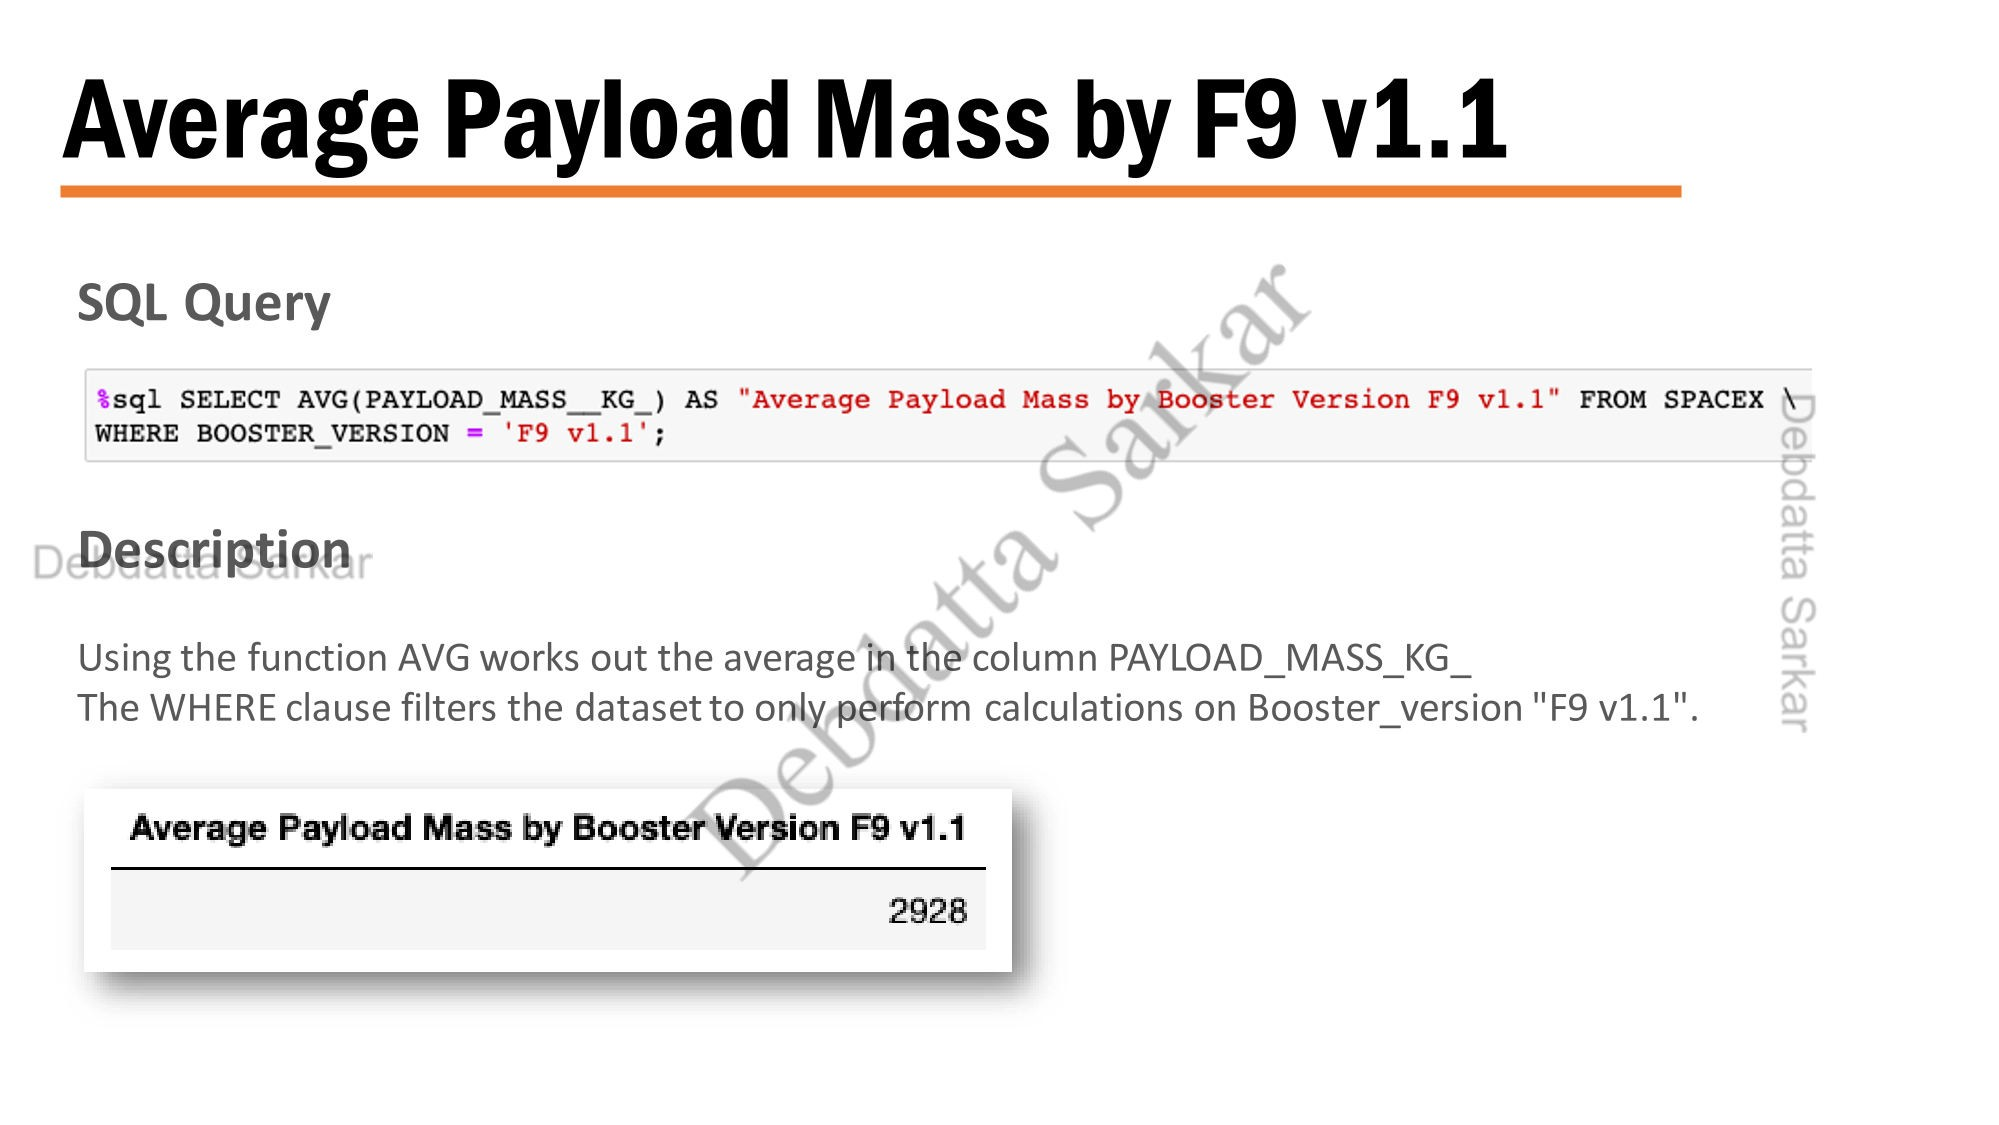 Average Payload Mass by F9 v1.1
SQL Query
%sql SELECT AVG(PAYLOAD_MASS__KG_) AS "Average Payload Mass by Booster Version F9 v1.1" FROM SPACEX \
WHERE BOOSTER_VERSION = 'F9 v1.1';
Description
Using the function AVG works out the average in the column PAYLOAD_MASS_KG_
The WHERE clause filters the dataset to only perform calculations on Booster_version "F9 v1.1".
Average Payload Mass by Booster Version F9 v1.1
2928
Debdatta Sarkar
Debdatta Sarkar
Debdatta Sarkar